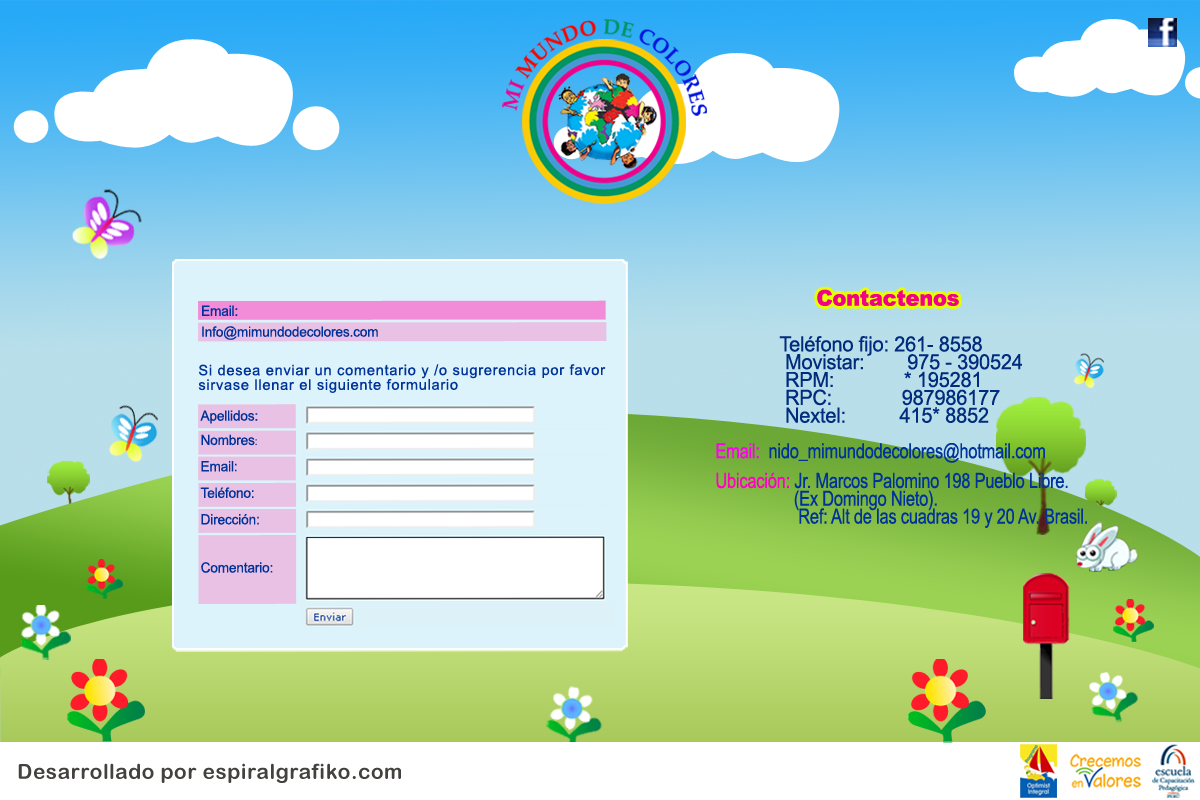 MI MUNDO DE COLORES
f
Email:
Info@mimundodecolores.com
Si desea enviar un comentario y /o sugrerencia por favor
sirvase llenar el siguiente formulario
Apellidos:
Nombres:
Email:
Teléfono:
Dirección:
Comentario:
Enviar
Contactenos
Teléfono fijo: 261- 8558
Movistar: 975 - 390524
RPM: * 195281
RPC: 987986177
Nextel: 415* 8852
Email: nido_mimundodecolores@hotmail.com
Ubicación: Jr. Marcos Palomino 198 Pueblo Libre.
(Ex Domingo Nieto).
Ref: Alt de las cuadras 19 y 20 Av. Brasil.
Desarrollado por espiralgrafiko.com
Optimist
Integral
Crecemos
en Valores
escuela
de Capacitación
Pedagógica
PERÚ